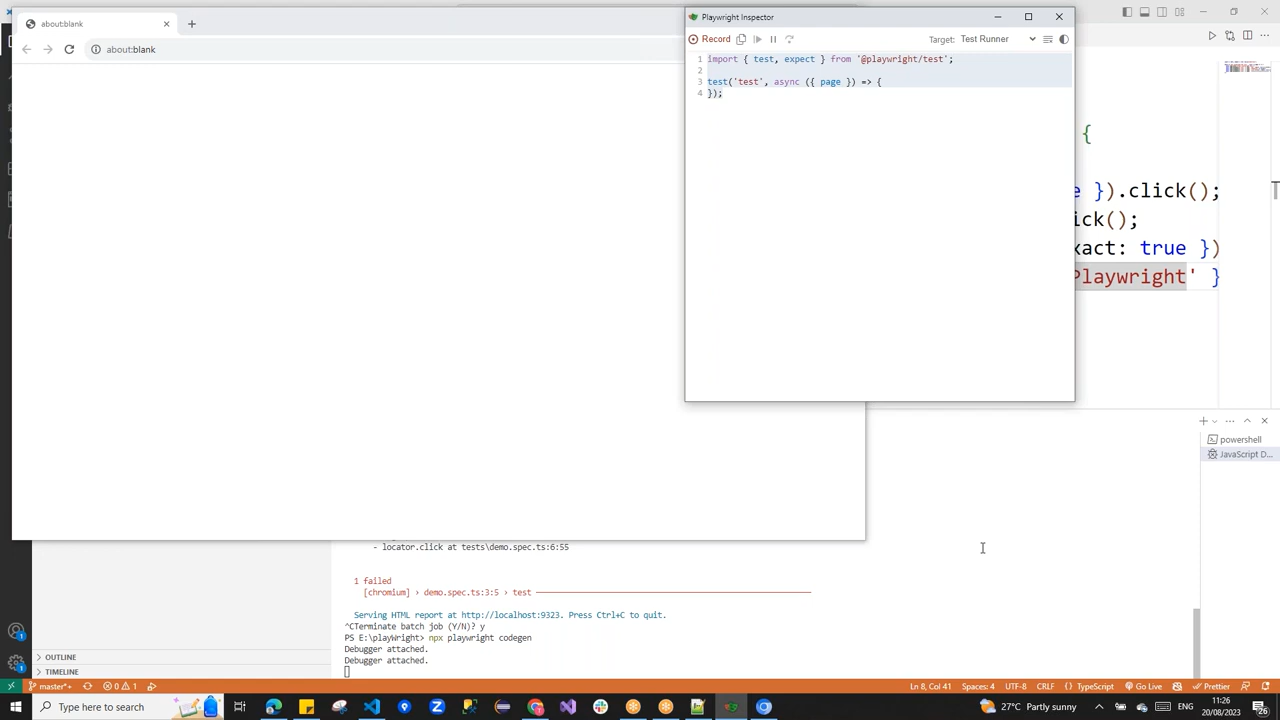 about:blank
about:blank
Playwright Inspector
Record
Target: Test Runner
1 import { test, expect } from '@playwright/test';
2
3 test('test', async ({ page }) => {
4 });
{
e }).click();
ick();
xact: true })
Playwright' }
powershell
JavaScript D...
- locator.click at tests\demo.spec.ts:6:55
1 failed
[chromium] › demo.spec.ts:3:5 › test
Serving HTML report at http://localhost:9323. Press Ctrl+C to quit.
^CTerminate batch job (Y/N)? y
PS E:\playWright> npx playwright codegen
Debugger attached.
Debugger attached.
OUTLINE
TIMELINE
master*+ 0 1 Ln 8, Col 41 Spaces: 4 UTF-8 CRLF {} TypeScript Go Live Prettier
Type here to search
27°C Partly sunny
ENG
11:26
20/08/2023
26